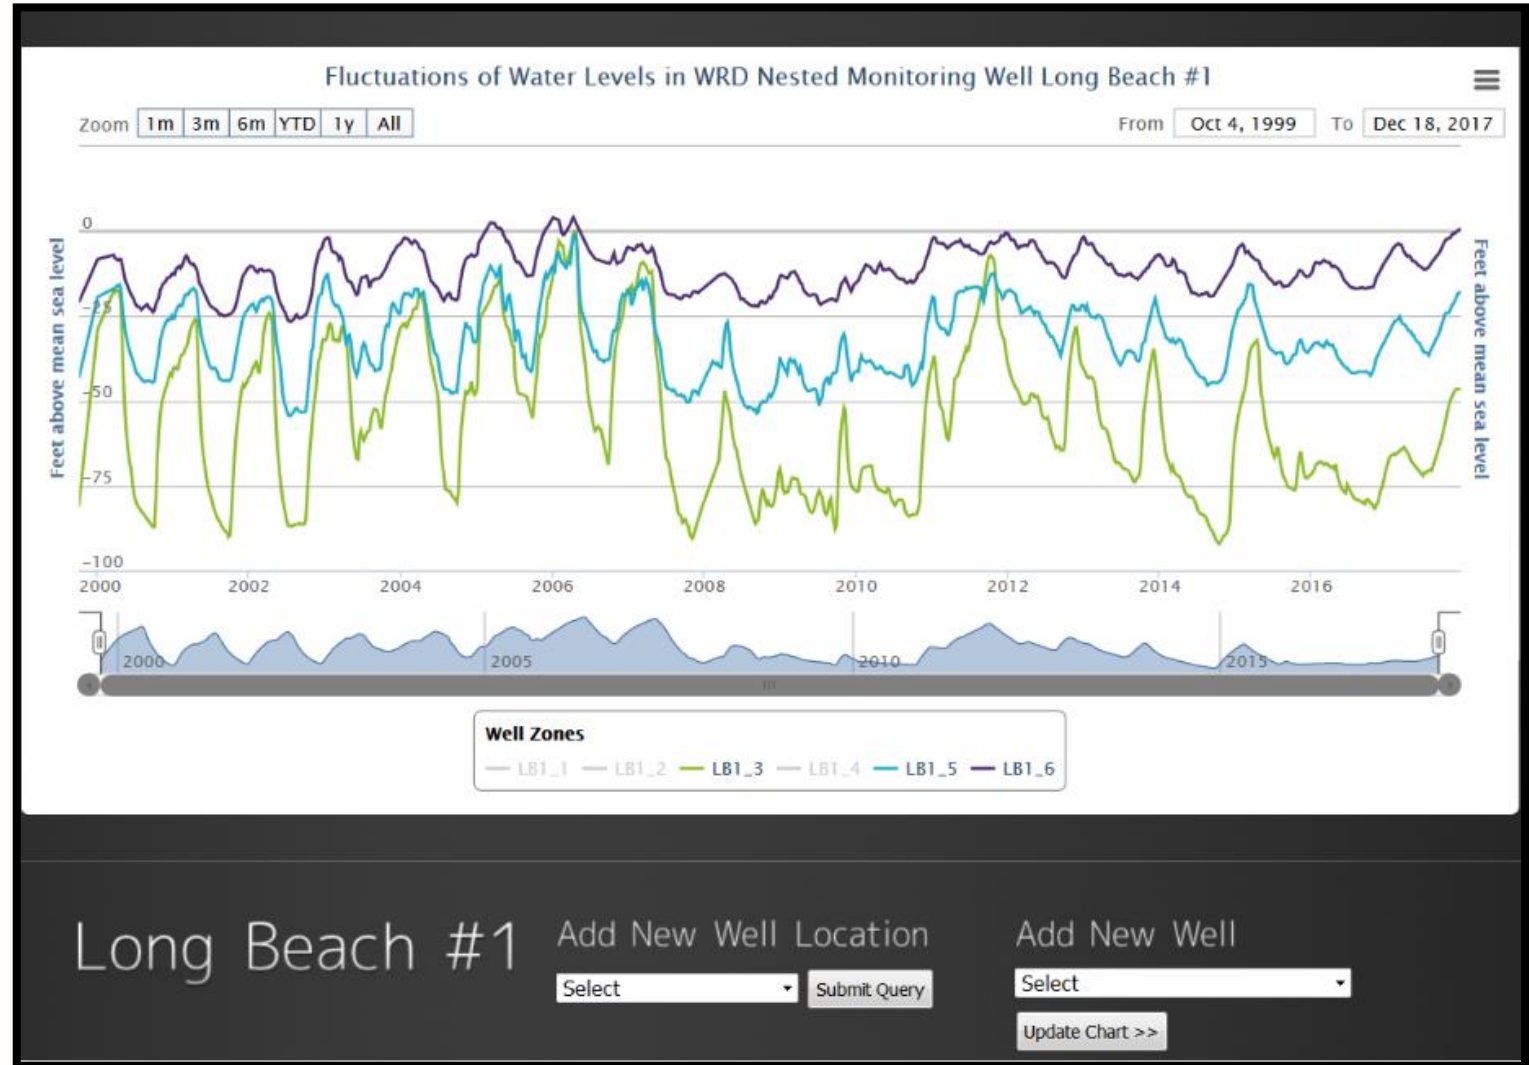 Fluctuations of Water Levels in WRD Nested Monitoring Well Long Beach #1
Zoom 1m 3m 6m YTD 1y All
From Oct 4, 1999 To Dec 18, 2017
Feet above mean sea level
0
-25
-50
-75
-100
Feet above mean sea level
2000 2002 2004 2006 2008 2010 2012 2014 2016
2000 2005 2010 2015
Well Zones
LB1_1 LB1_2 LB1_3 LB1_4 LB1_5 LB1_6
Long Beach #1
Add New Well Location
Select Submit Query
Add New Well
Select
Update Chart >>